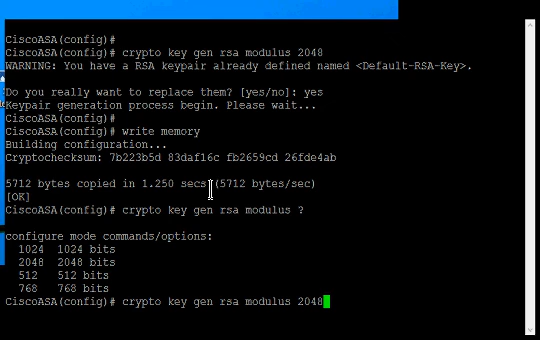 CiscoASA(config)#
CiscoASA(config)# crypto key gen rsa modulus 2048
WARNING: You have a RSA keypair already defined named <Default-RSA-Key>.
Do you really want to replace them? [yes/no]: yes
Keypair generation process begin. Please wait...
CiscoASA(config)#
CiscoASA(config)# write memory
Building configuration...
Cryptochecksum: 7b223b5d 83daf16c fb2659cd 26fde4ab
5712 bytes copied in 1.250 secs (5712 bytes/sec)
[OK]
CiscoASA(config)# crypto key gen rsa modulus ?
configure mode commands/options:
1024 1024 bits
2048 2048 bits
512 512 bits
768 768 bits
CiscoASA(config)# crypto key gen rsa modulus 2048